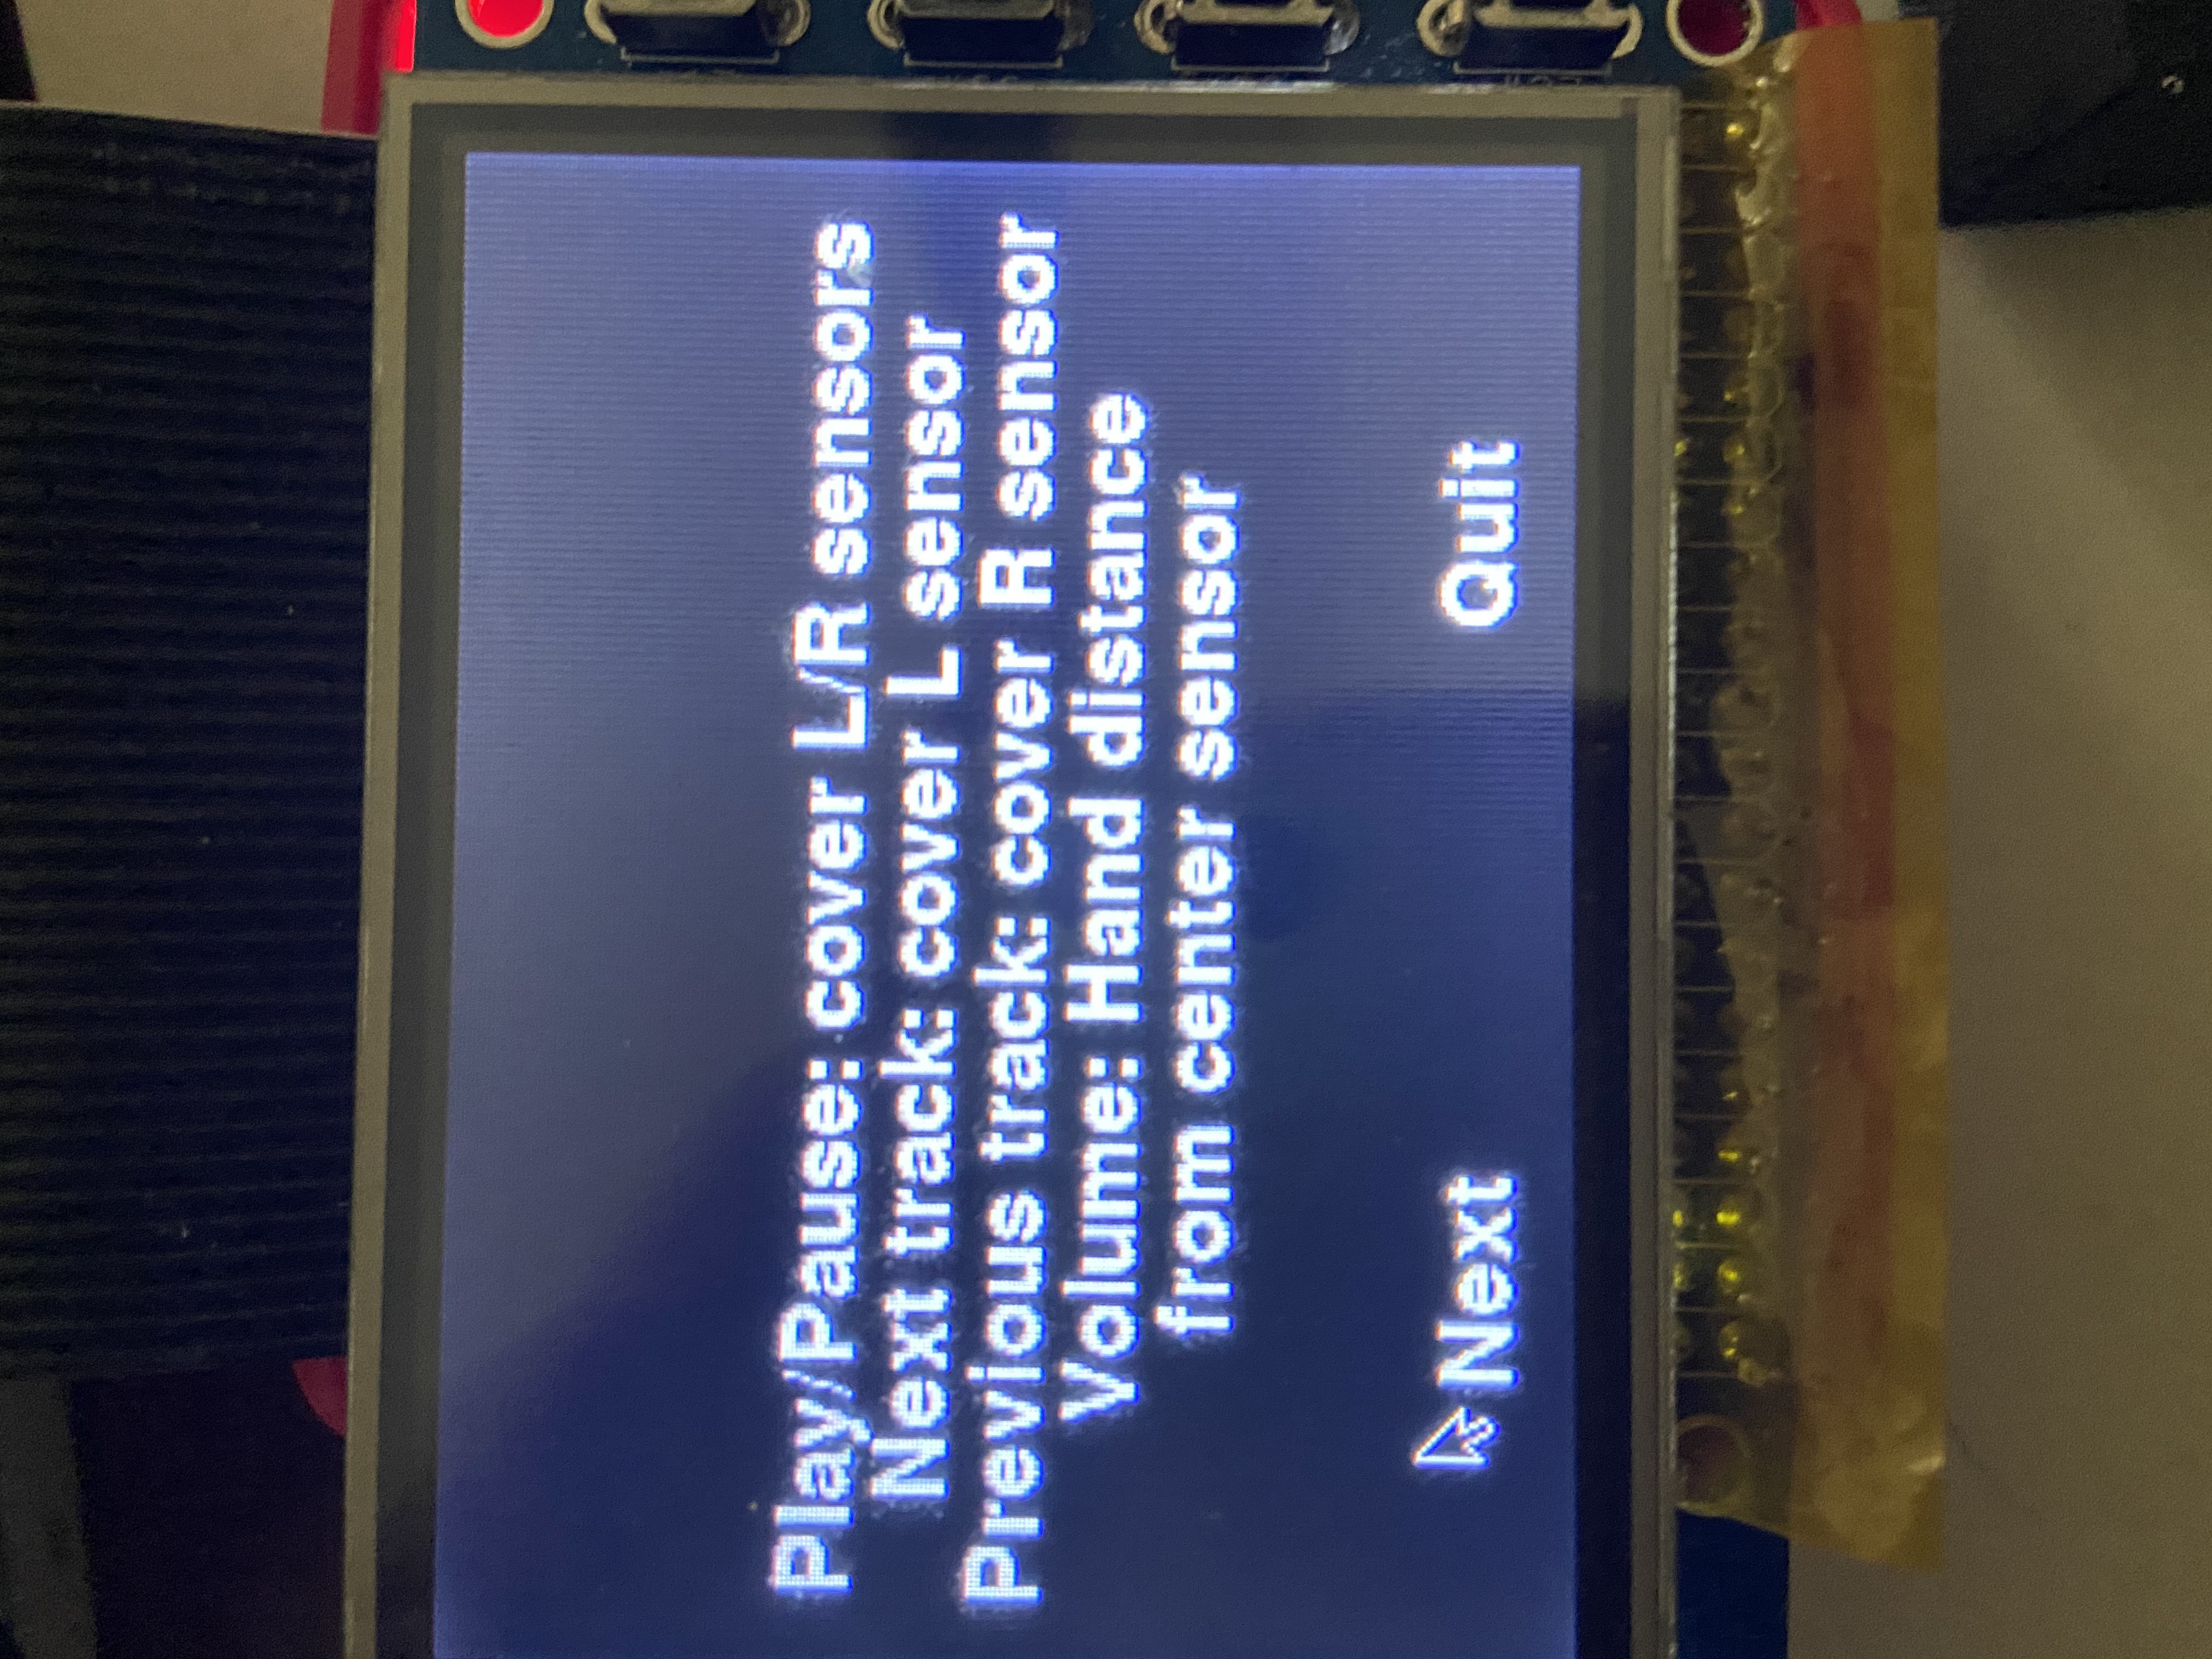 Play/Pause: cover L/R sensors
Next track: cover L sensor
Previous track: cover R sensor
Volume: Hand distance
from center sensor
Next Quit